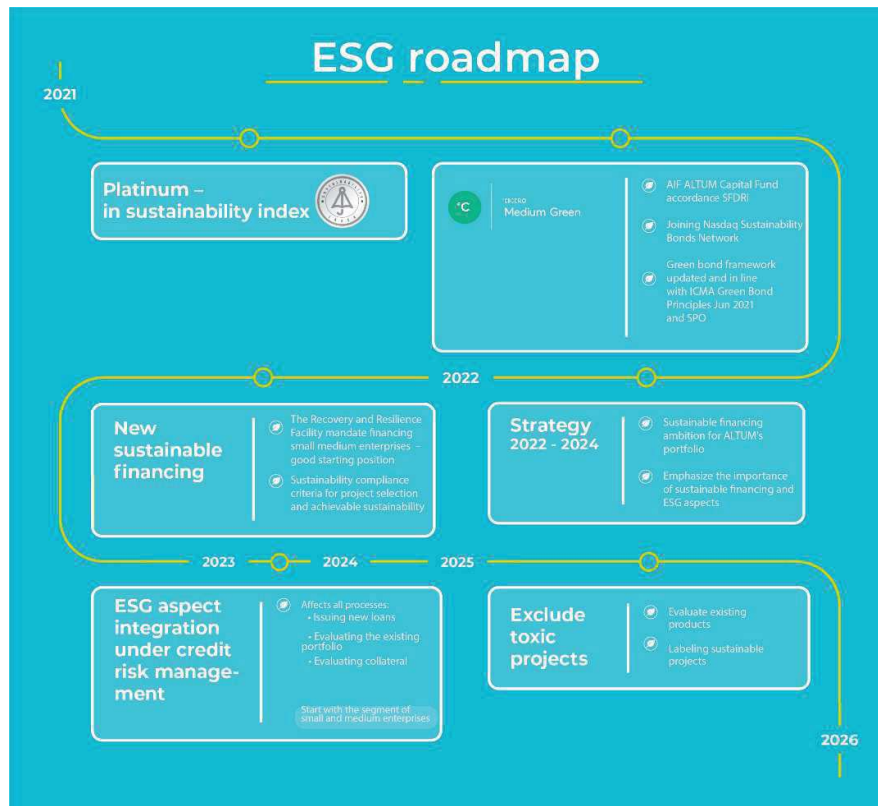 ESG roadmap
2021
Platinum –
in sustainability index
°C
Medium Green
AIF ALTUM Capital Fund
accordance SFDRi
Joining Nasdaq Sustainability
Bonds Network
Green bond framework
updated and in line
with ICMA Green Bond
Principles Jun 2021
and SPO
2022
New
sustainable
financing
The Recovery and Resilience
Facility mandate financing
small medium enterprises –
good starting position
Sustainability compliance
criteria for project selection
and achievable sustainability
Strategy
2022 - 2024
Sustainable financing
ambition for ALTUM's
portfolio
Emphasize the importance
of sustainable financing and
ESG aspects
2023
2024
2025
ESG aspect
integration
under credit
risk manage-
ment
Affects all processes:
• Issuing new loans
• Evaluating the existing
portfolio
• Evaluating collateral
Start with the segment of
small and medium enterprises
Exclude
toxic
projects
Evaluate existing
products
Labeling sustainable
projects
2026